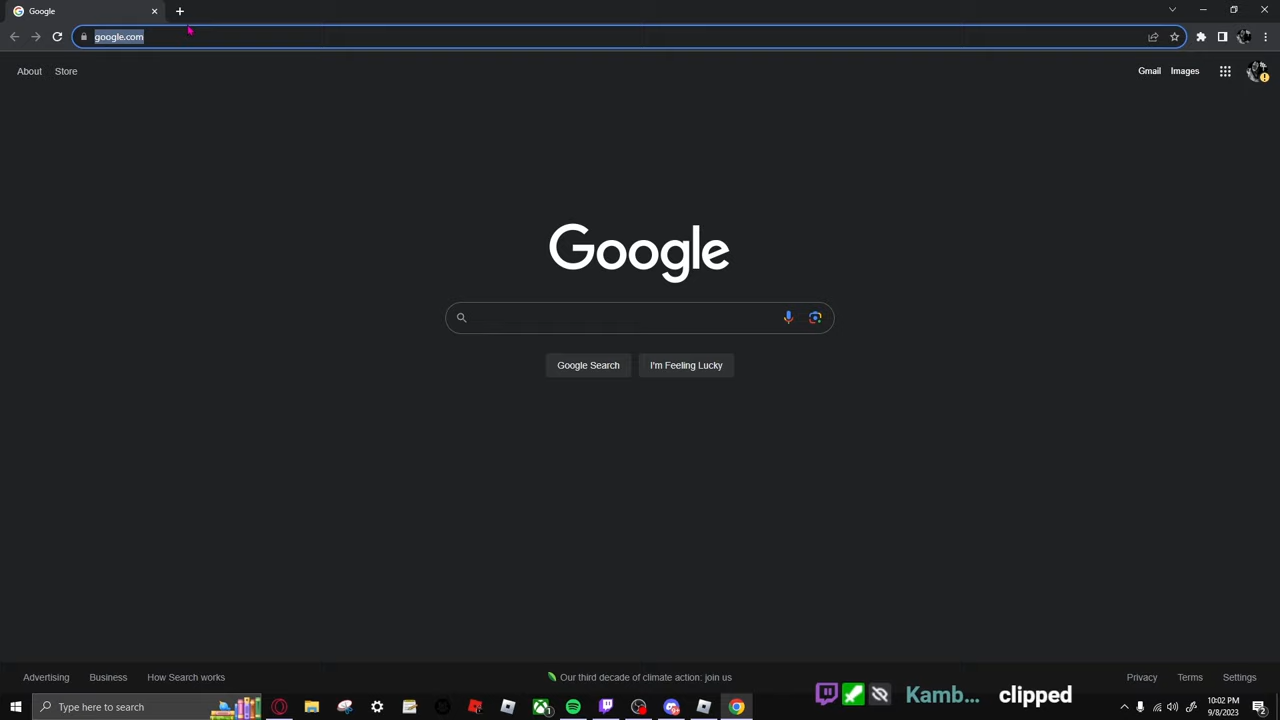 Google
google.com
About Store
Gmail Images
Google
Google Search I'm Feeling Lucky
Our third decade of climate action: join us
Advertising Business How Search works
Privacy Terms Settings
Kamb... clipped
Type here to search
10:02 PM
9/8/2023